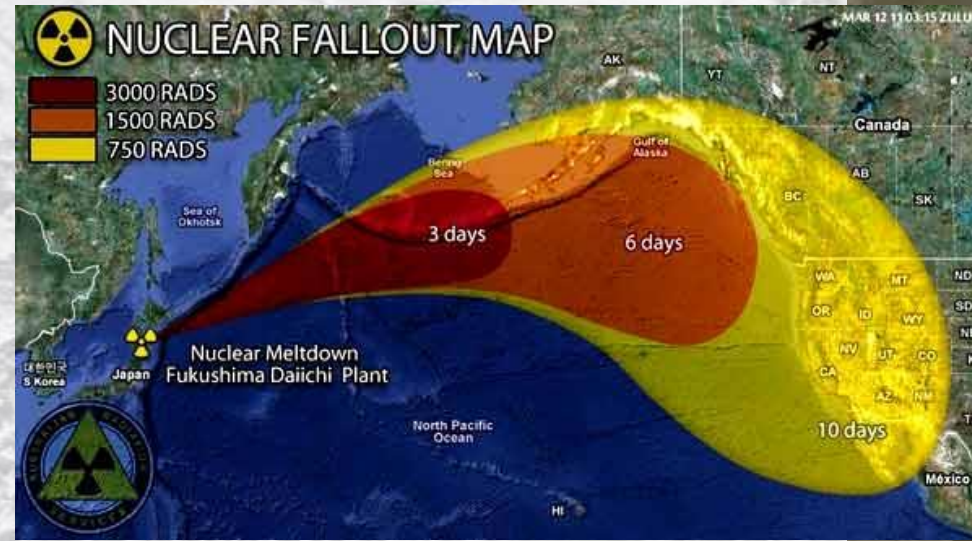 NUCLEAR FALLOUT MAP
MAR 12 11 03:15 ZULU
3000 RADS
1500 RADS
750 RADS
AK
YT
NT
Canada
Bering
Sea
Gulf of
Alaska
AB
BC
SK
Sea of
Okhotsk
3 days
6 days
WA
MT
ND
OR
ID
SD
WY
NV
UT
CO
CA
AZ
NM
Nuclear Meltdown
Fukushima Daiichi Plant
대한민국
S Korea
Japan
North Pacific
Ocean
10 days
México
HI
AUSTRALIAN RADIATION
SERVICES